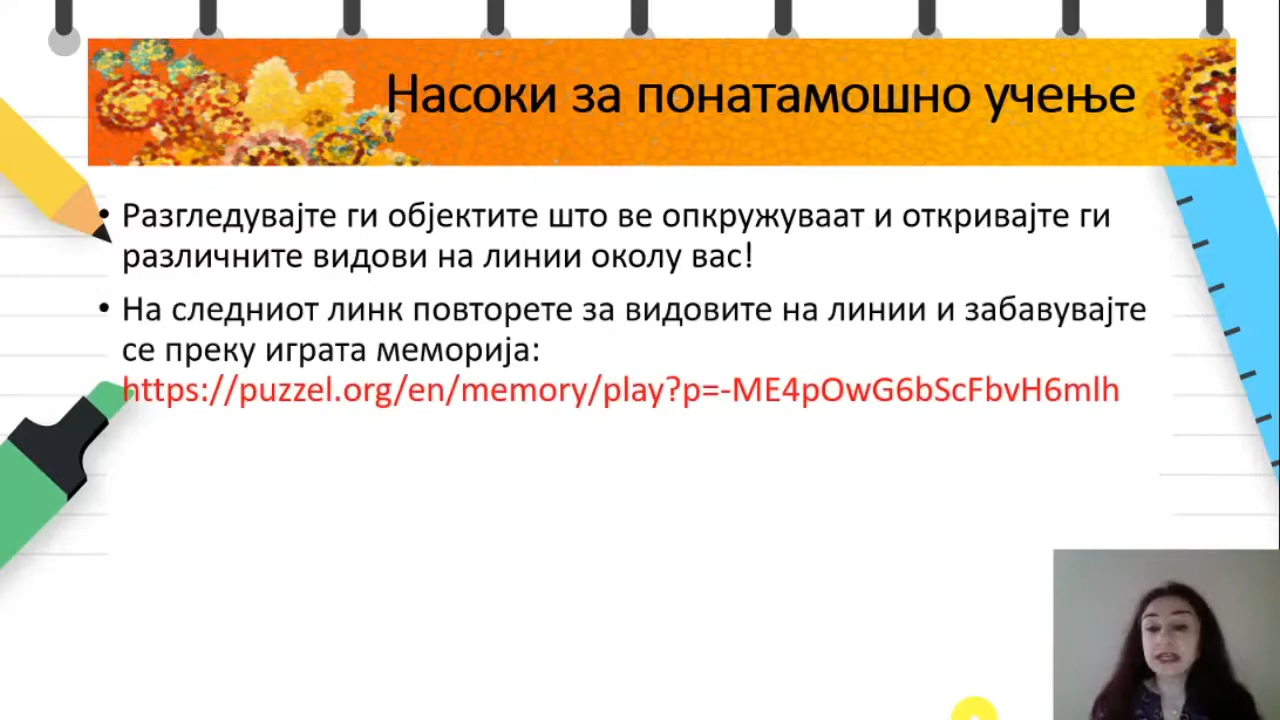 Насоки за понатамошно учење
• Разгледувајте ги објектите што ве опкружуваат и откривајте ги
различните видови на линии околу вас!
• На следниот линк повторете за видовите на линии и забавувајте
се преку играта меморија:
https://puzzel.org/en/memory/play?p=-ME4pOwG6bScFbvH6mlh